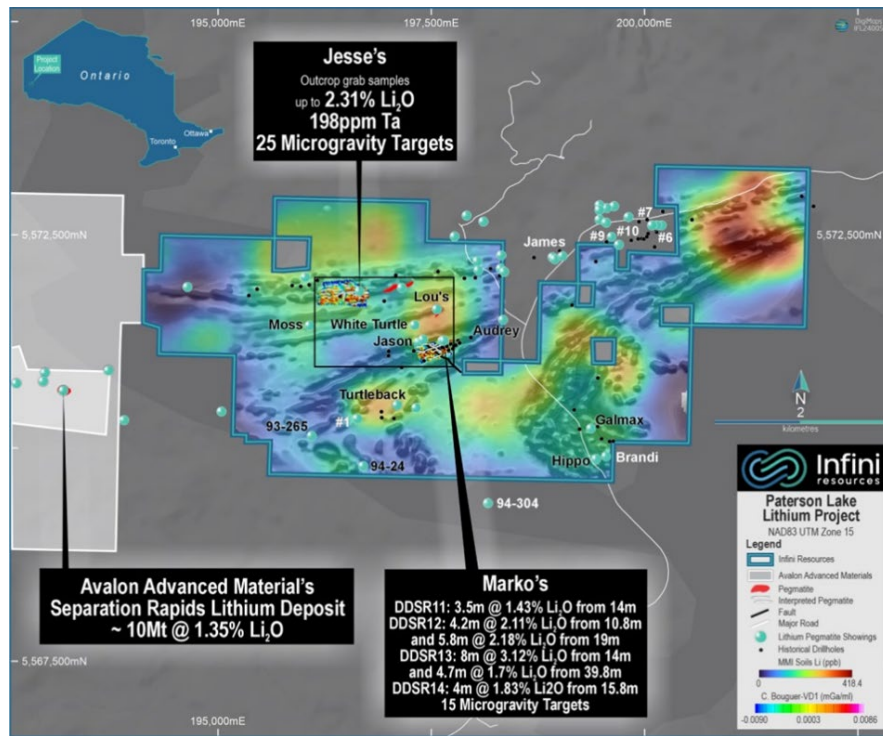 195,000mE
197,500mE
200,000mE
DigiMaps
Project
Location
Ontario
Ottawa
Toronto
Jesse's
Outcrop grab samples
up to 2.31% Li₂O
198ppm Ta
25 Microgravity Targets
5,572,500mN
5,572,500mN
James
#9
#10
#7
#6
Lou's
Moss
White Turtle
Audrey
Jason
Turtleback
93-265
#1
94-24
Galmax
Hippo
Brandi
94-304
N
2
kilometres
Avalon Advanced Material's
Separation Rapids Lithium Deposit
~ 10Mt @ 1.35% Li₂O
Marko's
DDSR11: 3.5m @ 1.43% Li₂O from 14m
DDSR12: 4.2m @ 2.11% Li₂O from 10.8m
and 5.8m @ 2.18% Li₂O from 19m
DDSR13: 8m @ 3.12% Li₂O from 14m
and 4.7m @ 1.7% Li₂O from 39.8m
DDSR14: 4m @ 1.83% Li2O from 15.8m
15 Microgravity Targets
Infini
resources
Paterson Lake
Lithium Project
NAD83 UTM Zone 15
Legend
Infini Resources
Avalon Advanced Materials
Pegmatite
Interpreted Pegmatite
Fault
Major Road
Lithium Pegmatite Showings
Historical Drillholes
MMI Soils Li (ppb)
0
418.4
C. Bouguer-VD1 (mGal/ml)
-0.0090
0.0003
0.0086
5,567,500mN
195,000mE
200,000mE